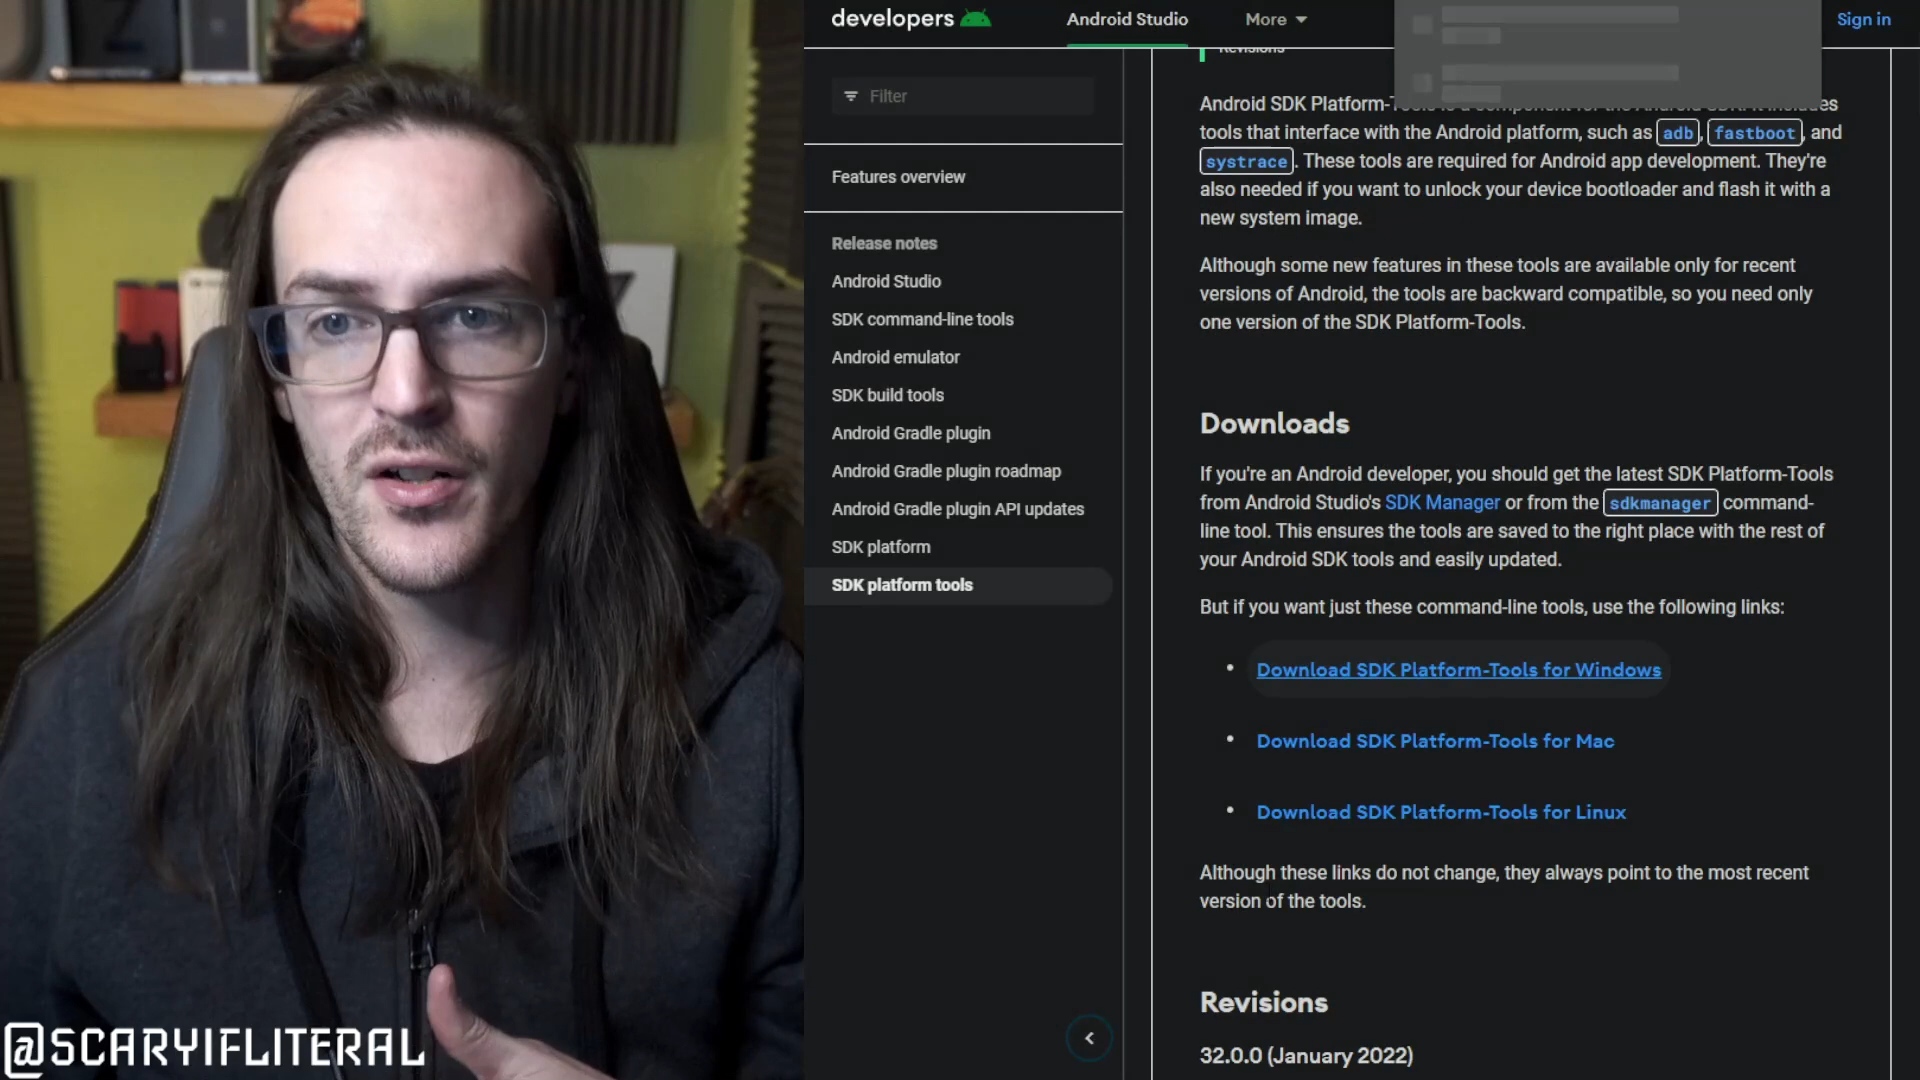 developers
Android Studio
More
Sign in
Filter
Features overview
Release notes
Android Studio
SDK command-line tools
Android emulator
SDK build tools
Android Gradle plugin
Android Gradle plugin roadmap
Android Gradle plugin API updates
SDK platform
SDK platform tools
Revisions
Android SDK Platform-Tools is a component for the Android SDK. It includes
tools that interface with the Android platform, such as adb, fastboot, and
systrace. These tools are required for Android app development. They're
also needed if you want to unlock your device bootloader and flash it with a
new system image.
Although some new features in these tools are available only for recent
versions of Android, the tools are backward compatible, so you need only
one version of the SDK Platform-Tools.
Downloads
If you're an Android developer, you should get the latest SDK Platform-Tools
from Android Studio's SDK Manager or from the sdkmanager command-
line tool. This ensures the tools are saved to the right place with the rest of
your Android SDK tools and easily updated.
But if you want just these command-line tools, use the following links:
• Download SDK Platform-Tools for Windows
• Download SDK Platform-Tools for Mac
• Download SDK Platform-Tools for Linux
Although these links do not change, they always point to the most recent
version of the tools.
Revisions
32.0.0 (January 2022)
@SCARYIFLITERAL